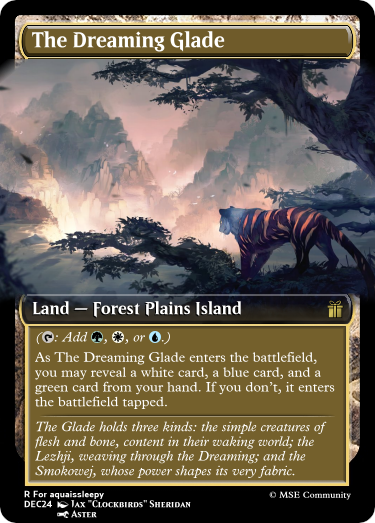 The Dreaming Glade
Land — Forest Plains Island
(: Add , , or .)
As The Dreaming Glade enters the battlefield,
you may reveal a white card, a blue card, and a
green card from your hand. If you don't, it enters
the battlefield tapped.
The Glade holds three kinds: the simple creatures of
flesh and bone, content in their waking world; the
Lezhji, weaving through the Dreaming; and the
Smokowej, whose power shapes its very fabric.
R For aquaissleepy
DEC24 Jax "Clockbirds" Sheridan
Aster
© MSE Community